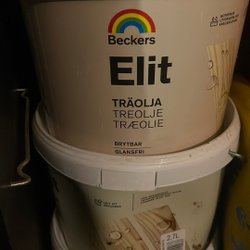 Beckers
Elit
TRÄOLJA
TREOLJE
TRÆOLIE
BRYTBAR
GLANSFRI
2,7L